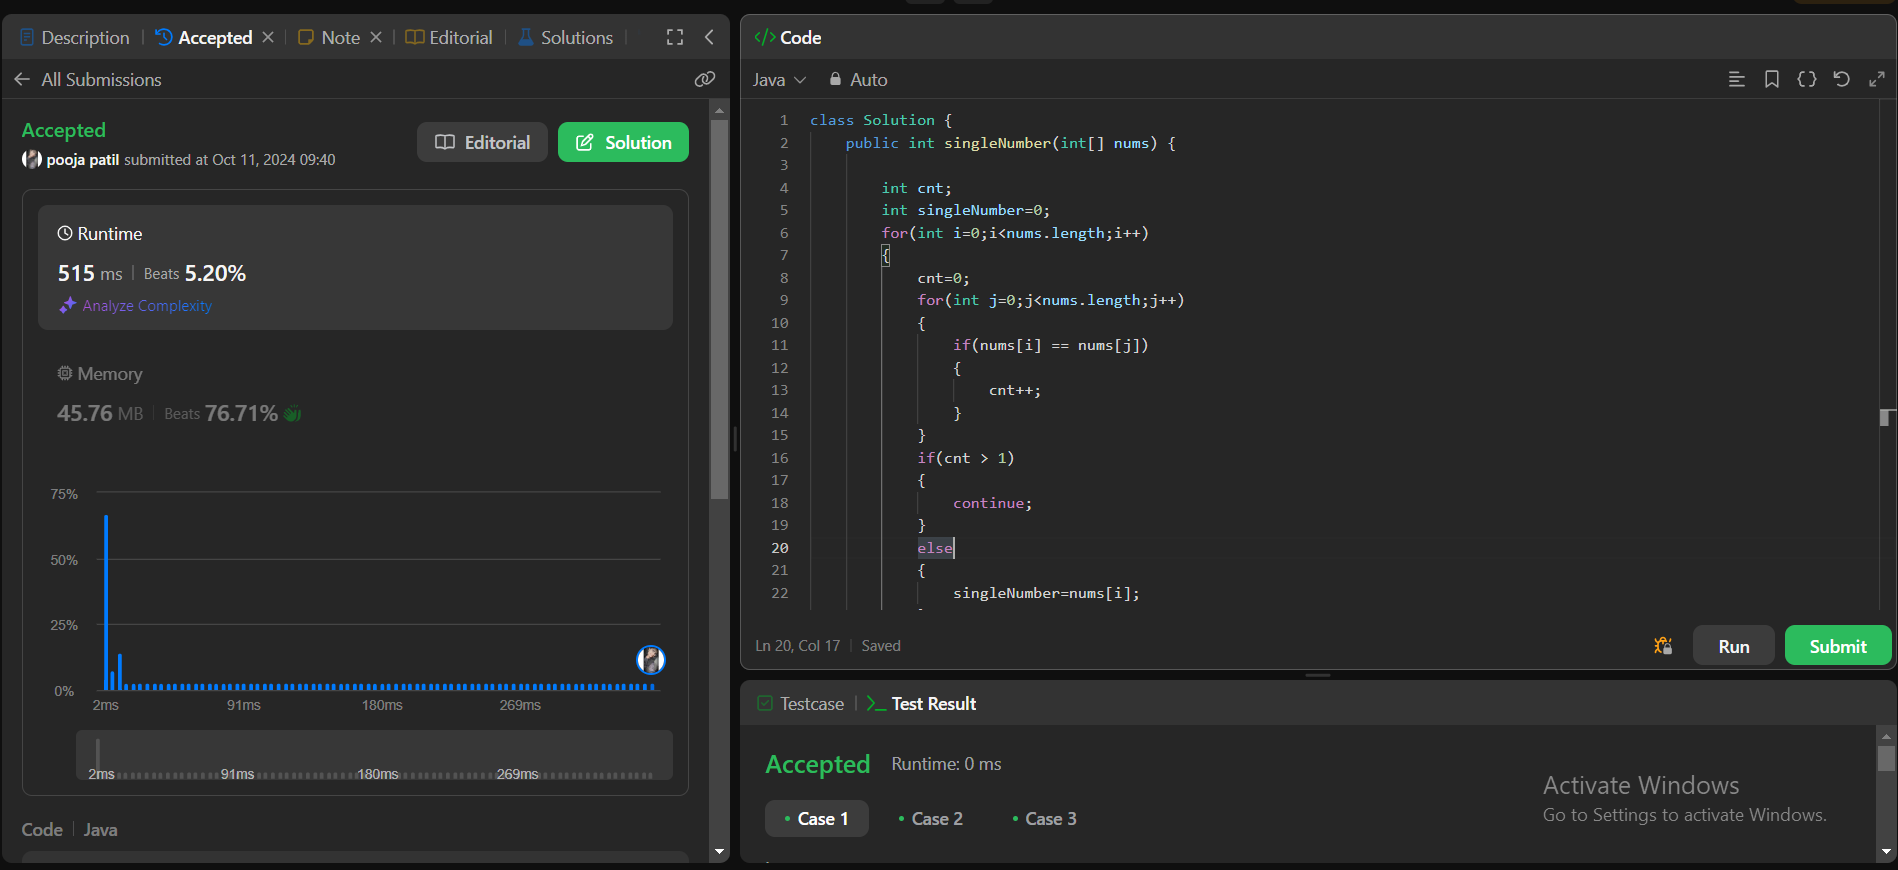 Description | Accepted | Note | Editorial | Solutions
All Submissions
Accepted
pooja patil submitted at Oct 11, 2024 09:40
Editorial
Solution
Runtime
515 ms | Beats 5.20%
Analyze Complexity
Memory
45.76 MB | Beats 76.71%
75%
50%
25%
0%
2ms 91ms 180ms 269ms
2ms 91ms 180ms 269ms
Code | Java
</> Code
Java Auto
1 class Solution {
2 public int singleNumber(int[] nums) {
3
4 int cnt;
5 int singleNumber=0;
6 for(int i=0;i<nums.length;i++)
7 {
8 cnt=0;
9 for(int j=0;j<nums.length;j++)
10 {
11 if(nums[i] == nums[j])
12 {
13 cnt++;
14 }
15 }
16 if(cnt > 1)
17 {
18 continue;
19 }
20 else
21 {
22 singleNumber=nums[i];
Ln 20, Col 17 | Saved
Run
Submit
Testcase | Test Result
Accepted Runtime: 0 ms
• Case 1 • Case 2 • Case 3
Activate Windows
Go to Settings to activate Windows.